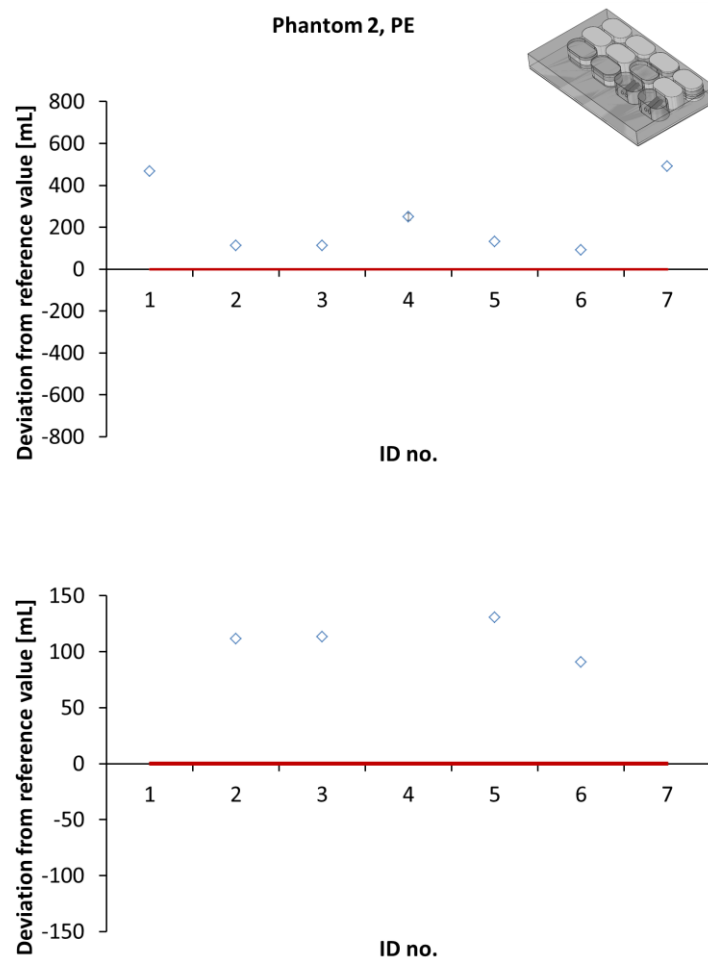 Phantom 2, PE
Deviation from reference value [mL]
800
600
400
200
0
-200
-400
-600
-800
1 2 3 4 5 6 7
ID no.
Deviation from reference value [mL]
150
100
50
0
-50
-100
-150
1 2 3 4 5 6 7
ID no.